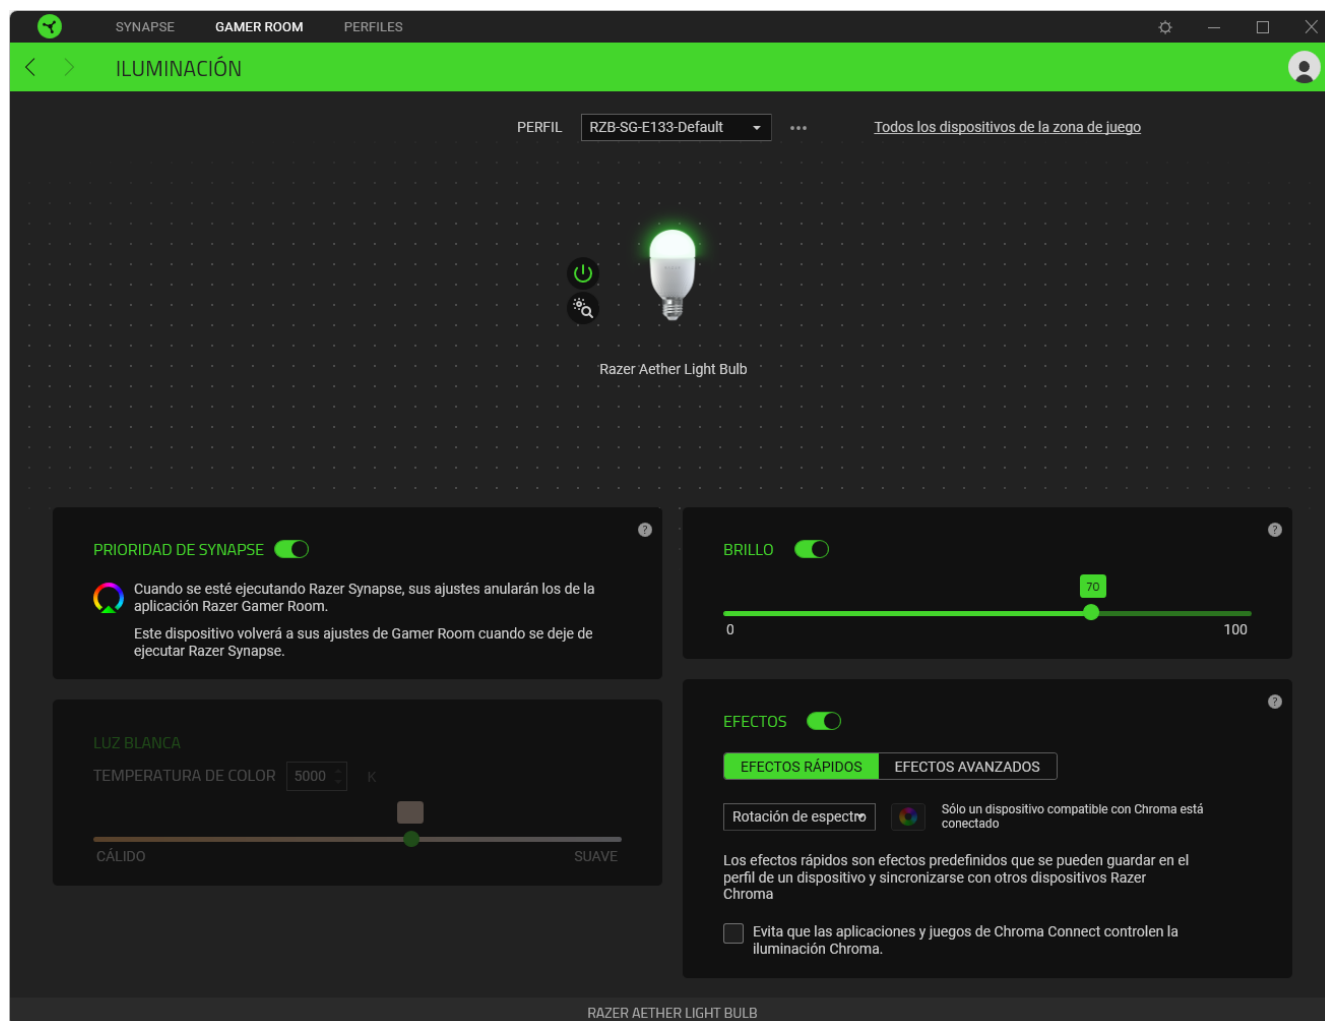 SYNAPSE GAMER ROOM PERFILES
ILUMINACIÓN
PERFIL RZB-SG-E133-Default ••• Todos los dispositivos de la zona de juego
Razer Aether Light Bulb
PRIORIDAD DE SYNAPSE
?
Cuando se esté ejecutando Razer Synapse, sus ajustes anularán los de la
aplicación Razer Gamer Room.
Este dispositivo volverá a sus ajustes de Gamer Room cuando se deje de
ejecutar Razer Synapse.
BRILLO
?
70
0 100
LUZ BLANCA
TEMPERATURA DE COLOR 5000 K
CÁLIDO SUAVE
EFECTOS
?
EFECTOS RÁPIDOS EFECTOS AVANZADOS
Rotación de espectro
Sólo un dispositivo compatible con Chroma está
conectado
Los efectos rápidos son efectos predefinidos que se pueden guardar en el
perfil de un dispositivo y sincronizarse con otros dispositivos Razer
Chroma
Evita que las aplicaciones y juegos de Chroma Connect controlen la
iluminación Chroma.
RAZER AETHER LIGHT BULB